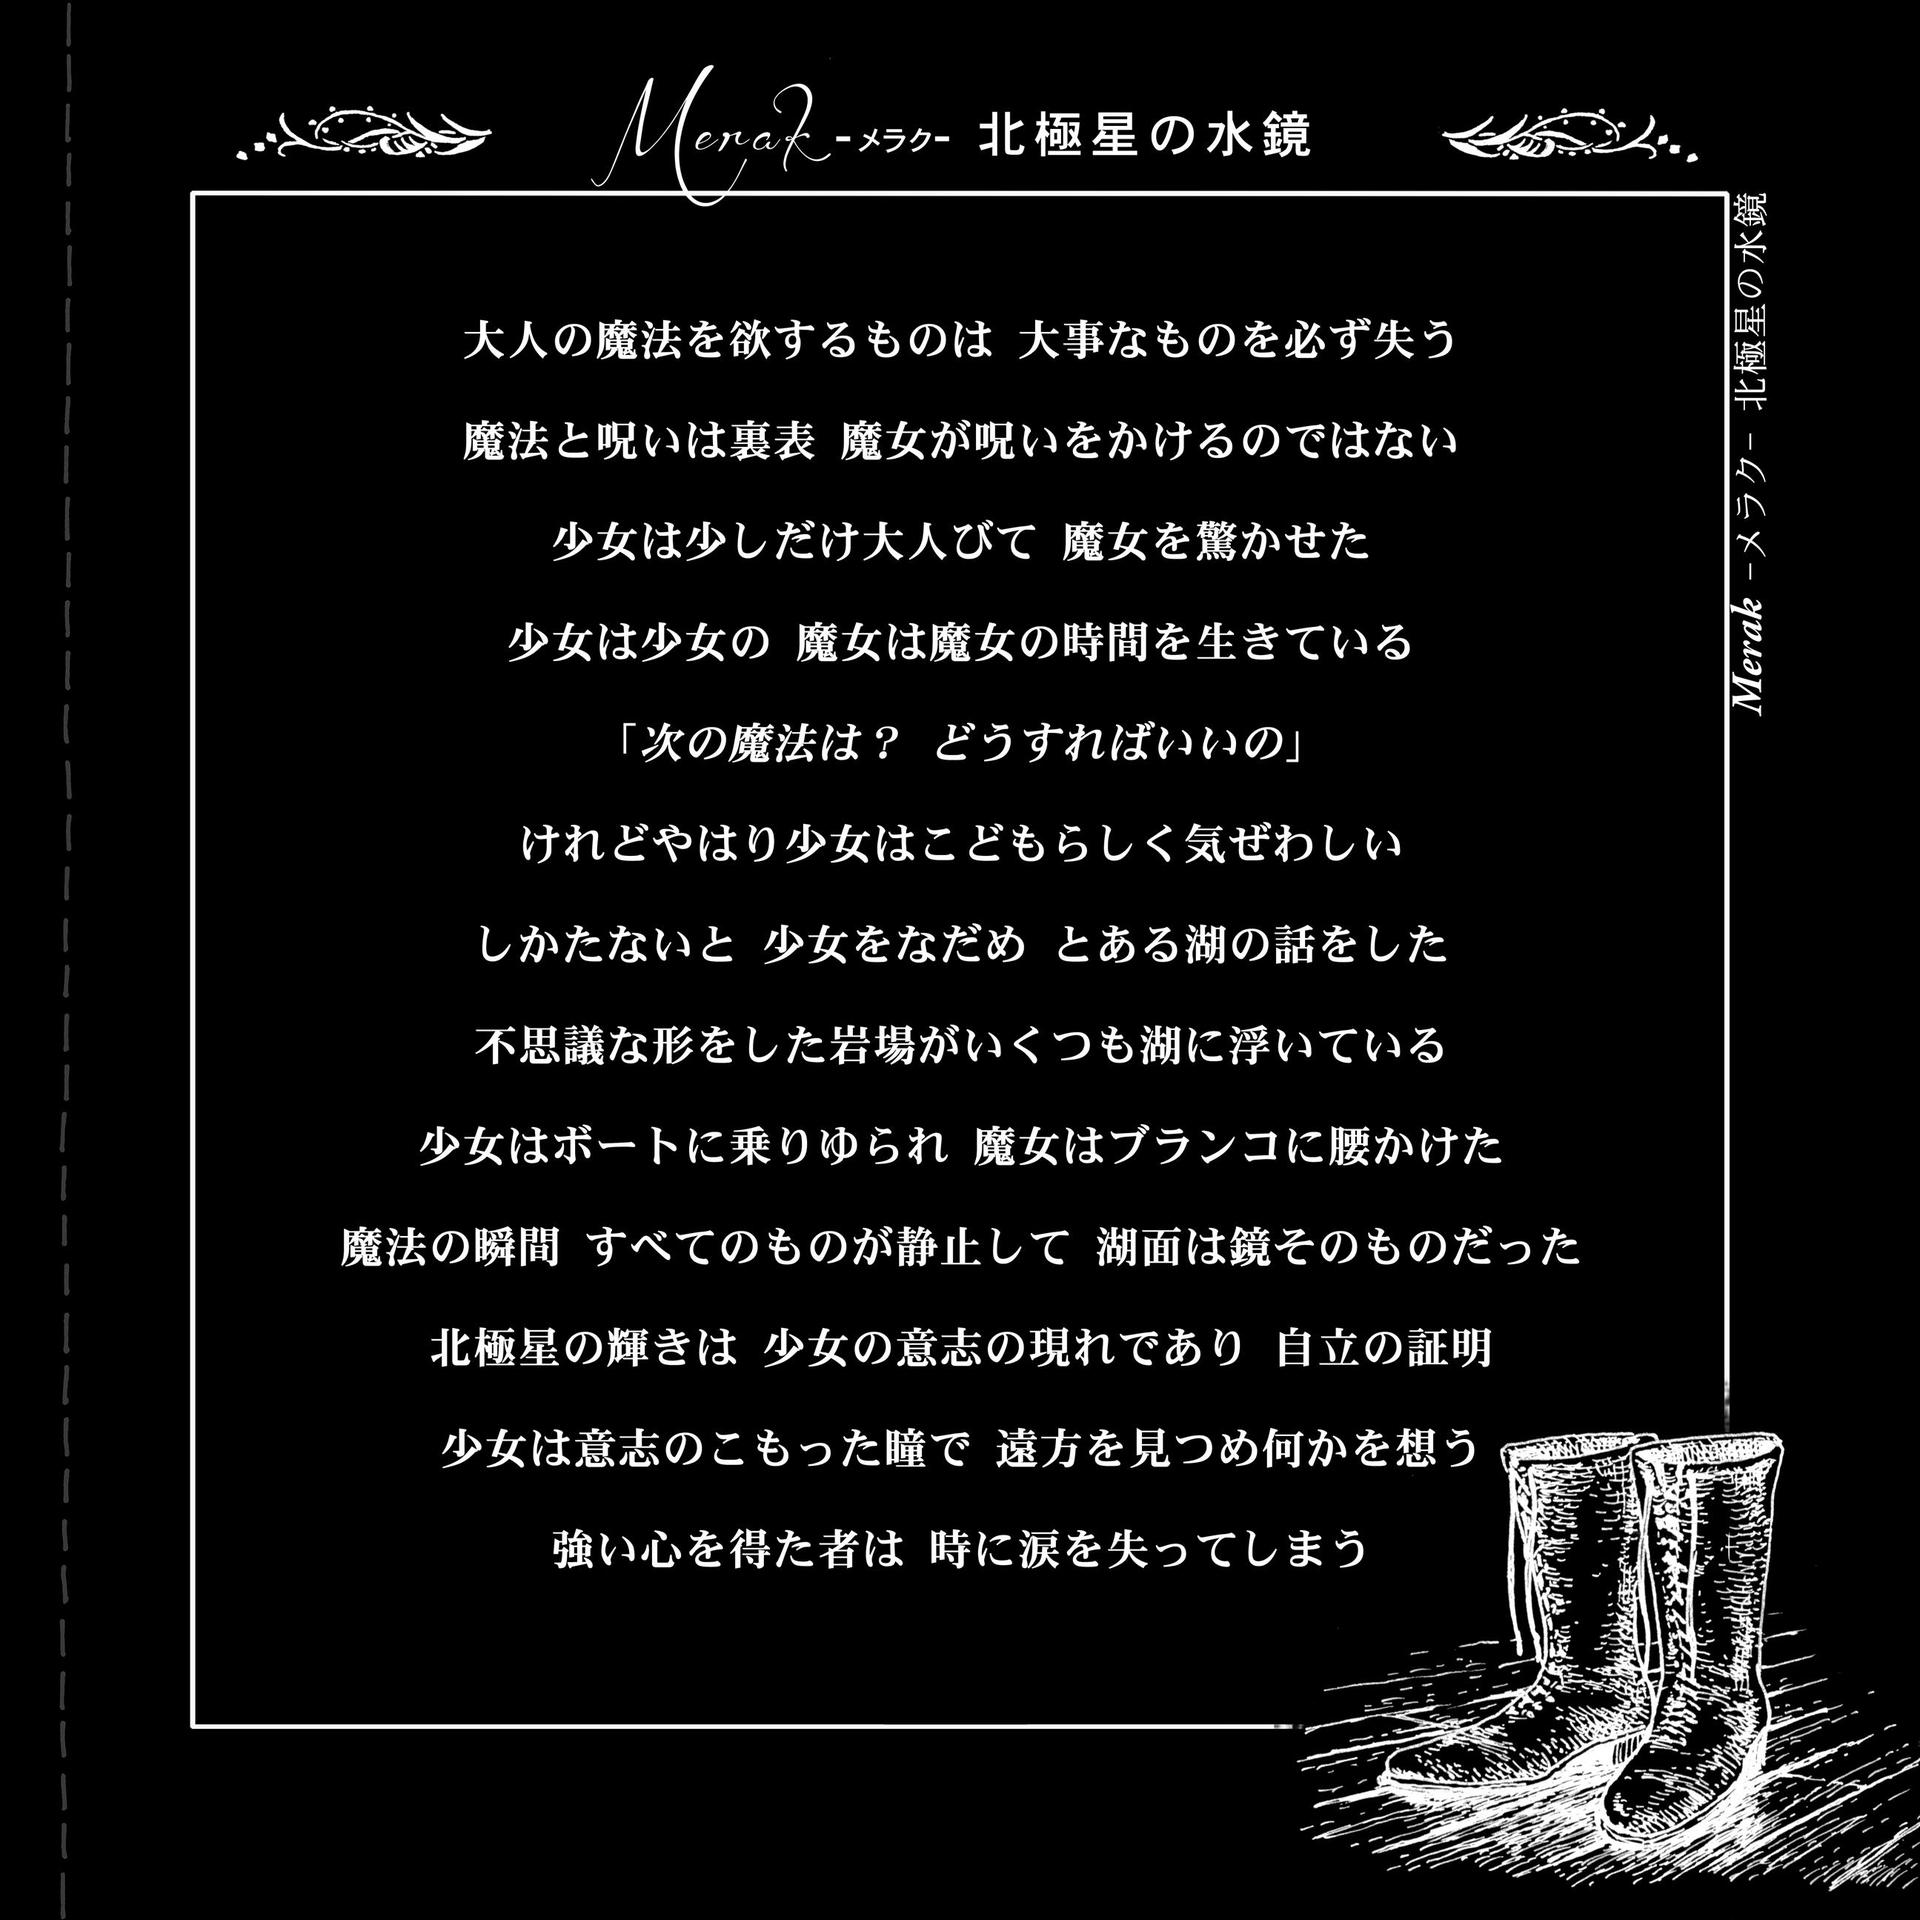 Merak -メラク- 北極星の水鏡
大人の魔法を欲するものは 大事なものを必ず失う
魔法と呪いは裏表 魔女が呪いをかけるのではない
少女は少しだけ大人びて 魔女を驚かせた
少女は少女の 魔女は魔女の時間を生きている
「次の魔法は？ どうすればいいの」
けれどやはり少女はこどもらしく気ぜわしい
しかたないと 少女をなだめ とある湖の話をした
不思議な形をした岩場がいくつも湖に浮いている
少女はボートに乗りゆられ 魔女はブランコに腰かけた
魔法の瞬間 すべてのものが静止して 湖面は鏡そのものだった
北極星の輝きは 少女の意志の現れであり 自立の証明
少女は意志のこもった瞳で 遠方を見つめ何かを想う
強い心を得た者は 時に涙を失ってしまう
Merak -メラク- 北極星の水鏡